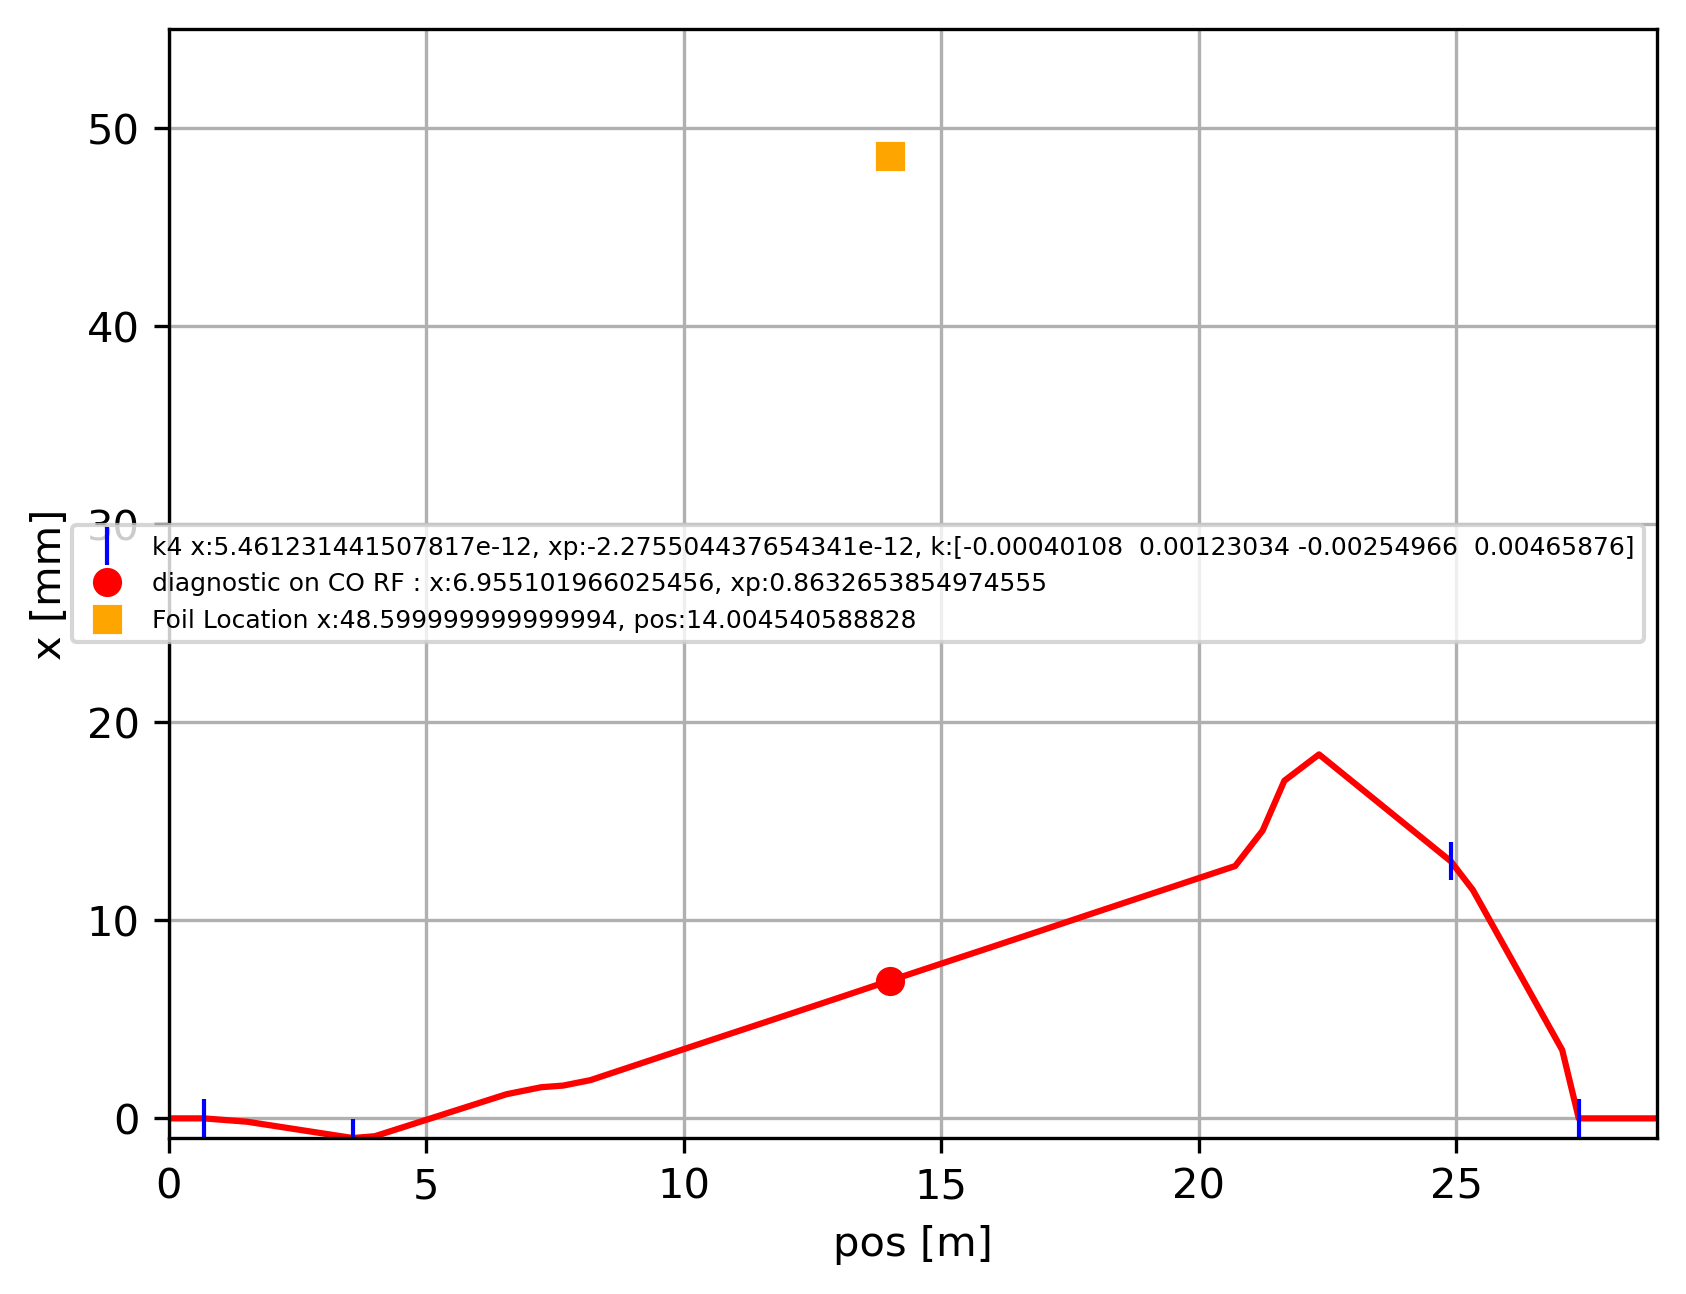 50
40
30
k4 x:5.461231441507817e-12, xp:-2.275504437654341e-12, k:[-0.00040108  0.00123034 -0.00254966  0.00465876]
diagnostic on CO RF : x:6.955101966025456, xp:0.8632653854974555
Foil Location x:48.599999999999994, pos:14.004540588828
x [mm]
20
10
0
0 5 10 15 20 25
pos [m]